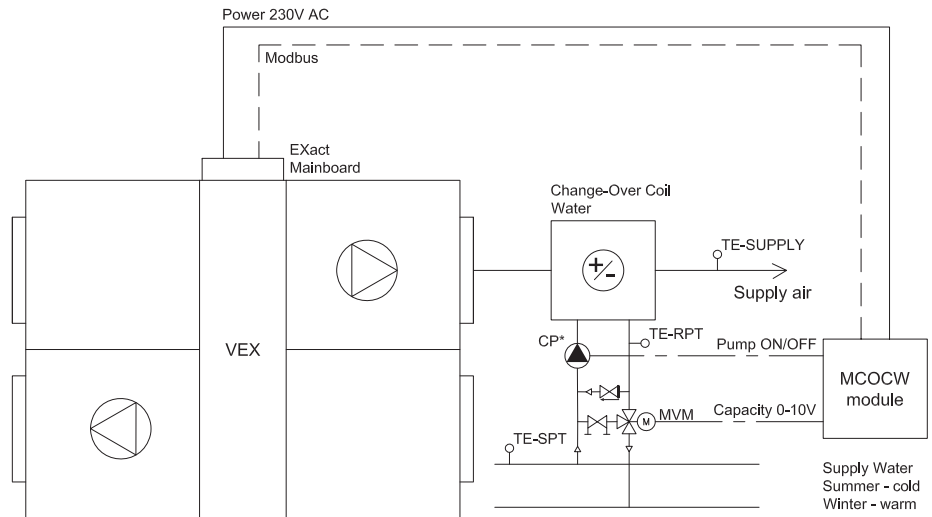 Power 230V AC
Modbus
EXact
Mainboard
Change-Over Coil
Water
TE-SUPPLY
+/-
Supply air
VEX
CP*
TE-RPT
Pump ON/OFF
MCOCW
module
MVM
M
Capacity 0-10V
TE-SPT
Supply Water
Summer - cold
Winter - warm